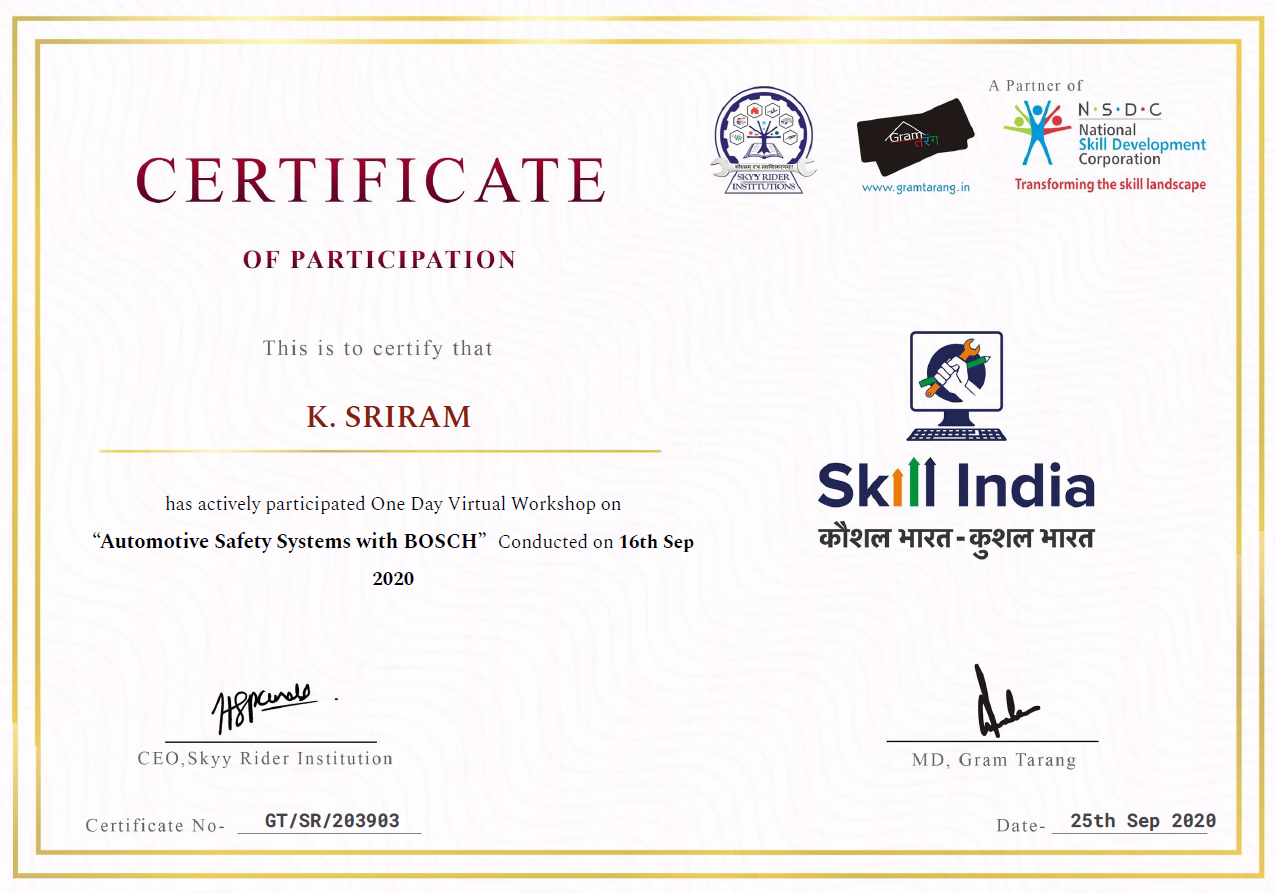 A Partner of
N·S·D·C
National
Skill Development
Corporation
Transforming the skill landscape
Gram
तरंग
www.gramtarang.in
SKYY RIDER
INSTITUTIONS
CERTIFICATE
OF PARTICIPATION
This is to certify that
K. SRIRAM
has actively participated One Day Virtual Workshop on
“Automotive Safety Systems with BOSCH” Conducted on 16th Sep
2020
Skill India
कौशल भारत - कुशल भारत
CEO,Skyy Rider Institution
MD, Gram Tarang
Certificate No- GT/SR/203903
Date- 25th Sep 2020